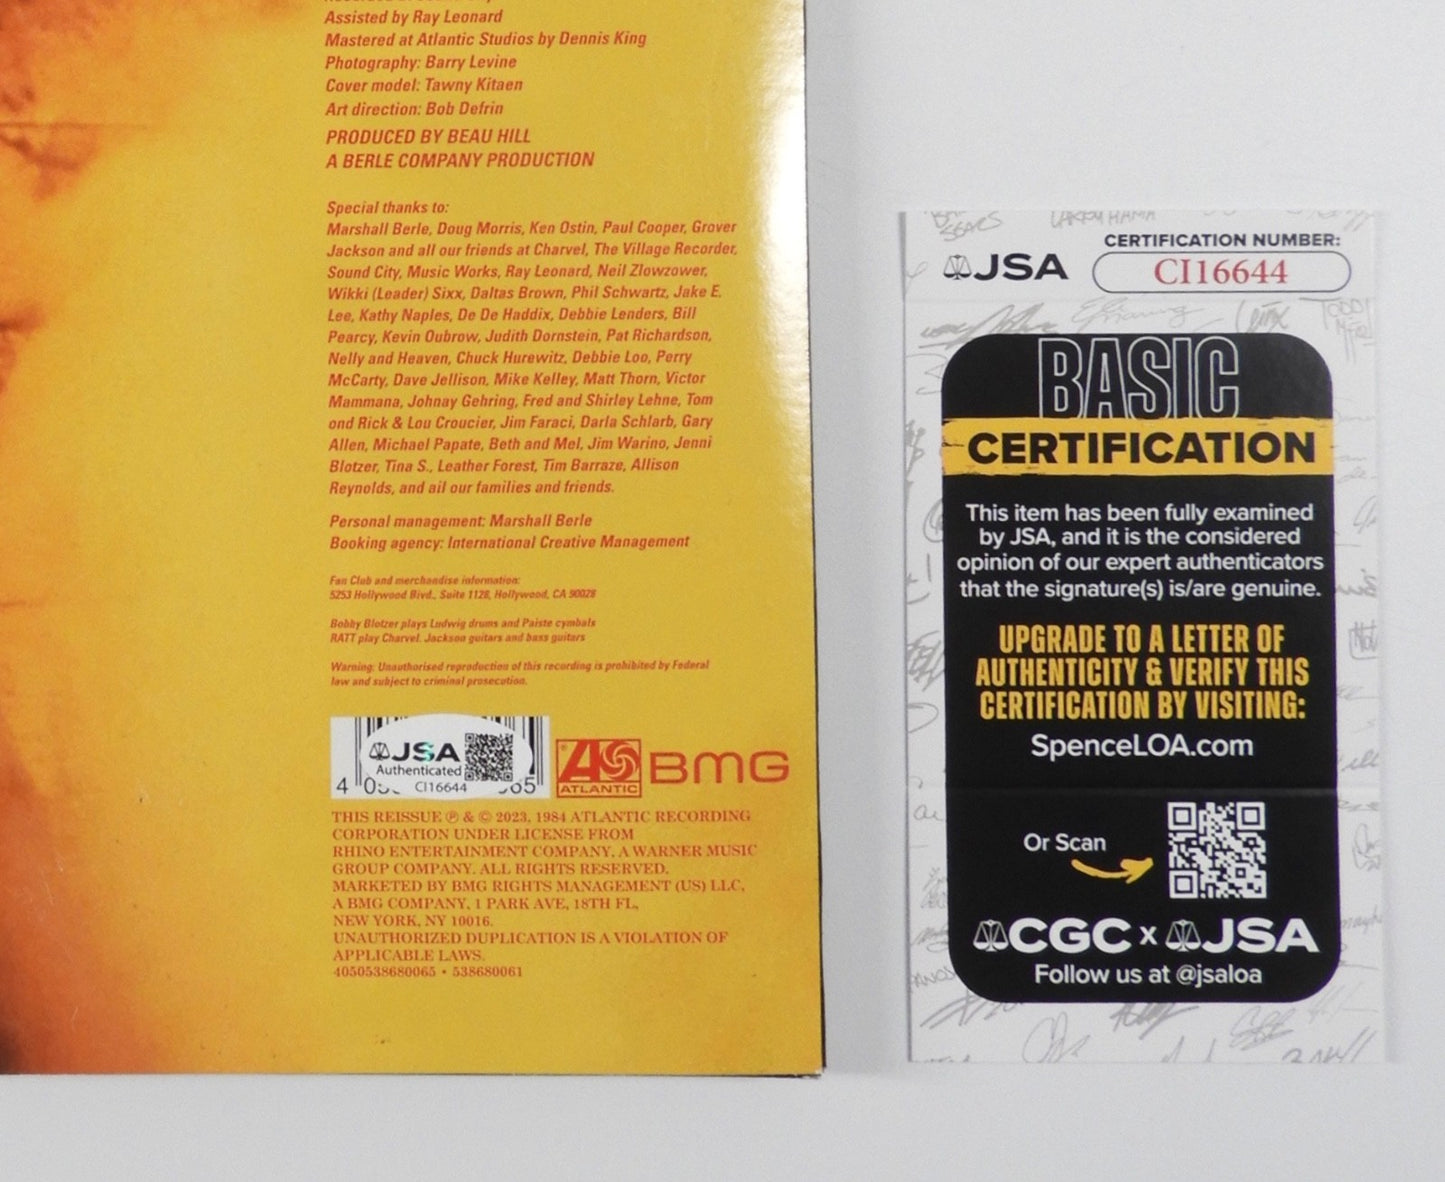 Assisted by Ray Leonard
Mastered at Atlantic Studios by Dennis King
Photography: Barry Levine
Cover model: Tawny Kitaen
Art direction: Bob Defrin
PRODUCED BY BEAU HILL
A BERLE COMPANY PRODUCTION
Special thanks to:
Marshall Berle, Doug Morris, Ken Ostin, Paul Cooper, Grover
Jackson and all our friends at Charvel, The Village Recorder,
Sound City, Music Works, Ray Leonard, Neil Zlowzower,
Wikki (Leader) Sixx, Daltas Brown, Phil Schwartz, Jake E.
Lee, Kathy Naples, De De Haddix, Debbie Lenders, Bill
Pearcy, Kevin Oubrow, Judith Dornstein, Pat Richardson,
Nelly and Heaven, Chuck Hurewitz, Debbie Loo, Perry
McCarty, Dave Jellison, Mike Kelley, Matt Thorn, Victor
Mammana, Johnay Gehring, Fred and Shirley Lehne, Tom
ond Rick & Lou Croucier, Jim Faraci, Darla Schlarb, Gary
Allen, Michael Papate, Beth and Mel, Jim Warino, Jenni
Blotzer, Tina S., Leather Forest, Tim Barraze, Allison
Reynolds, and ail our families and friends.
Personal management: Marshall Berle
Booking agency: International Creative Management
Fan Club and merchandise information:
5253 Hollywood Blvd., Suite 1128, Hollywood, CA 90028
Bobby Blotzer plays Ludwig drums and Paiste cymbals
RATT play Charvel. Jackson guitars and bass guitars
Warning: Unauthorised reproduction of this recording is prohibited by Federal
law and subject to criminal prosecution.
JSA
Authenticated
CI16644
ATLANTIC
BMG
THIS REISSUE ℗ & © 2023, 1984 ATLANTIC RECORDING
CORPORATION UNDER LICENSE FROM
RHINO ENTERTAINMENT COMPANY, A WARNER MUSIC
GROUP COMPANY. ALL RIGHTS RESERVED.
MARKETED BY BMG RIGHTS MANAGEMENT (US) LLC,
A BMG COMPANY, 1 PARK AVE, 18TH FL,
NEW YORK, NY 10016.
UNAUTHORIZED DUPLICATION IS A VIOLATION OF
APPLICABLE LAWS.
4050538680065 • 538680061
JSA
CERTIFICATION NUMBER:
CI16644
BASIC
CERTIFICATION
This item has been fully examined
by JSA, and it is the considered
opinion of our expert authenticators
that the signature(s) is/are genuine.
UPGRADE TO A LETTER OF
AUTHENTICITY & VERIFY THIS
CERTIFICATION BY VISITING:
SpenceLOA.com
Or Scan
CGC x JSA
Follow us at @jsaloa